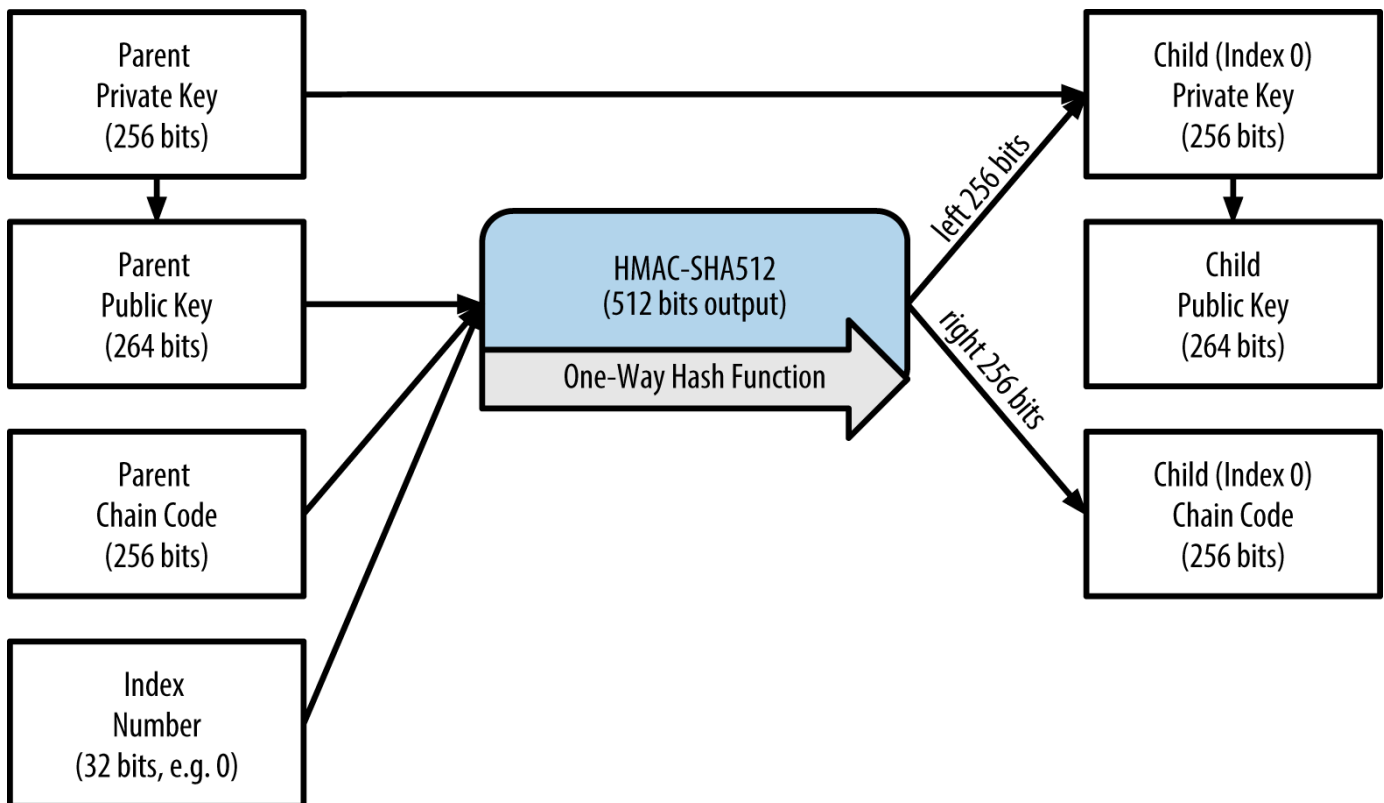 Parent
Private Key
(256 bits)
Parent
Public Key
(264 bits)
Parent
Chain Code
(256 bits)
Index
Number
(32 bits, e.g. 0)
HMAC-SHA512
(512 bits output)
One-Way Hash Function
left 256 bits
right 256 bits
Child (Index 0)
Private Key
(256 bits)
Child
Public Key
(264 bits)
Child (Index 0)
Chain Code
(256 bits)